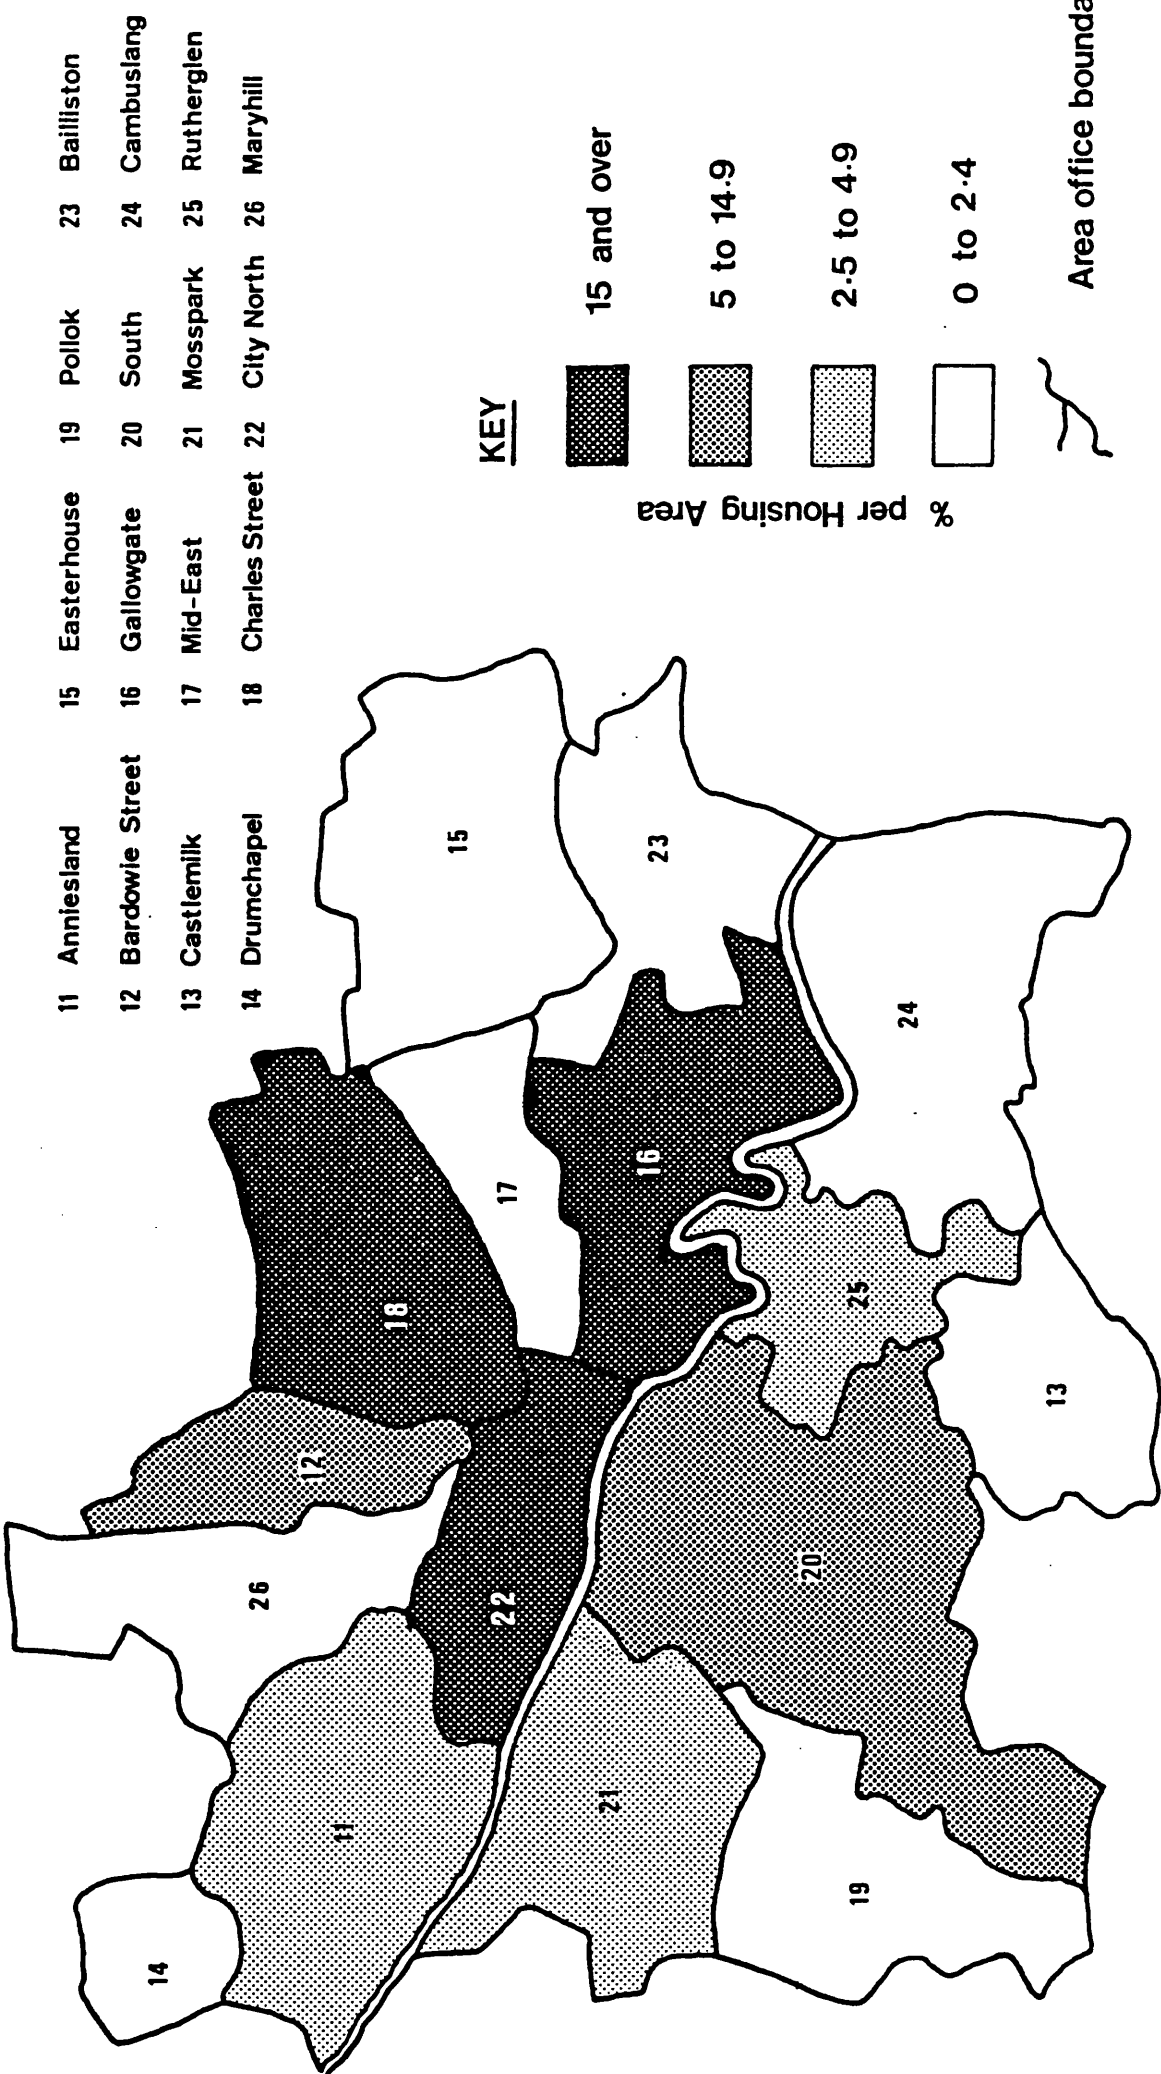 11 Anniesland
12 Bardowie Street
13 Castlemilk
14 Drumchapel
15 Easterhouse
16 Gallowgate
17 Mid-East
18 Charles Street
19 Pollok
20 South
21 Mosspark
22 City North
23 Bailliston
24 Cambuslang
25 Rutherglen
26 Maryhill
14
11
26
12
18
15
22
17
16
23
21
19
20
25
13
24
KEY
% per Housing Area
15 and over
5 to 14·9
2·5 to 4·9
0 to 2·4
Area office bounda